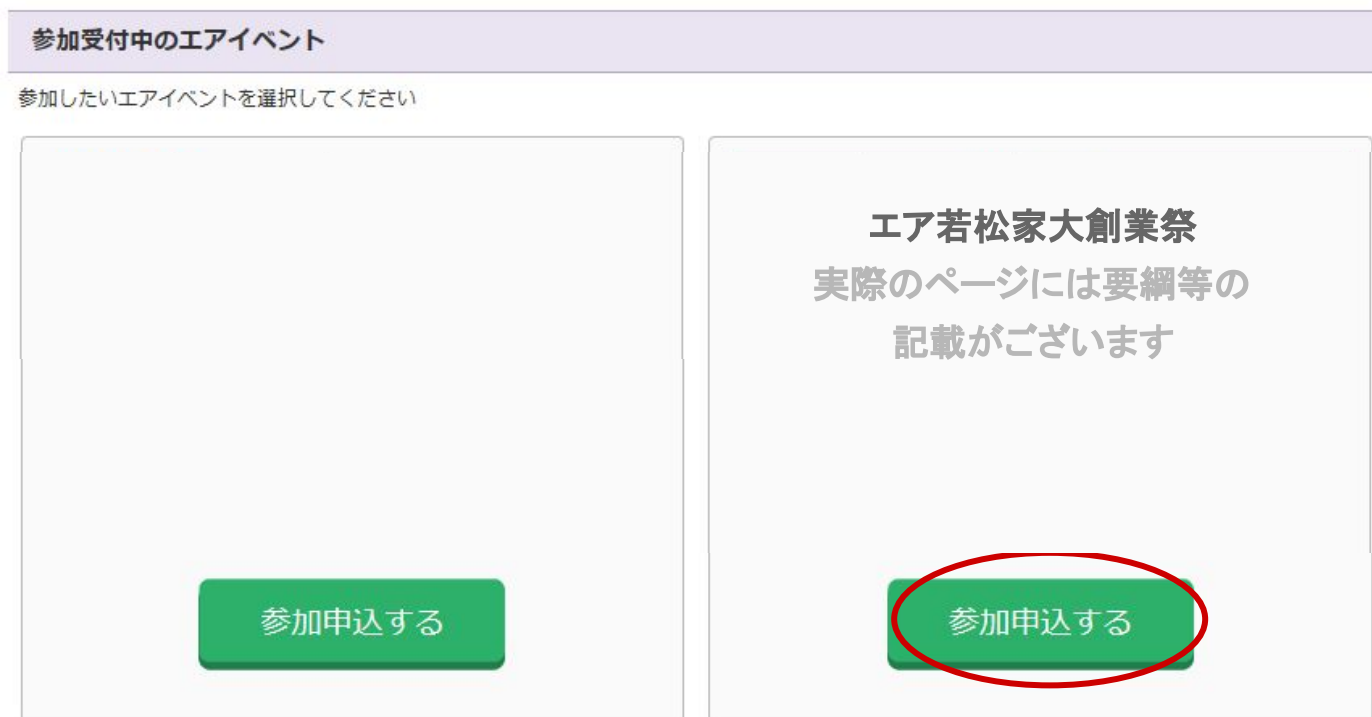 参加受付中のエアイベント
参加したいエアイベントを選択してください
エア若松家大創業祭
実際のページには要綱等の
記載がございます
参加申込する
参加申込する